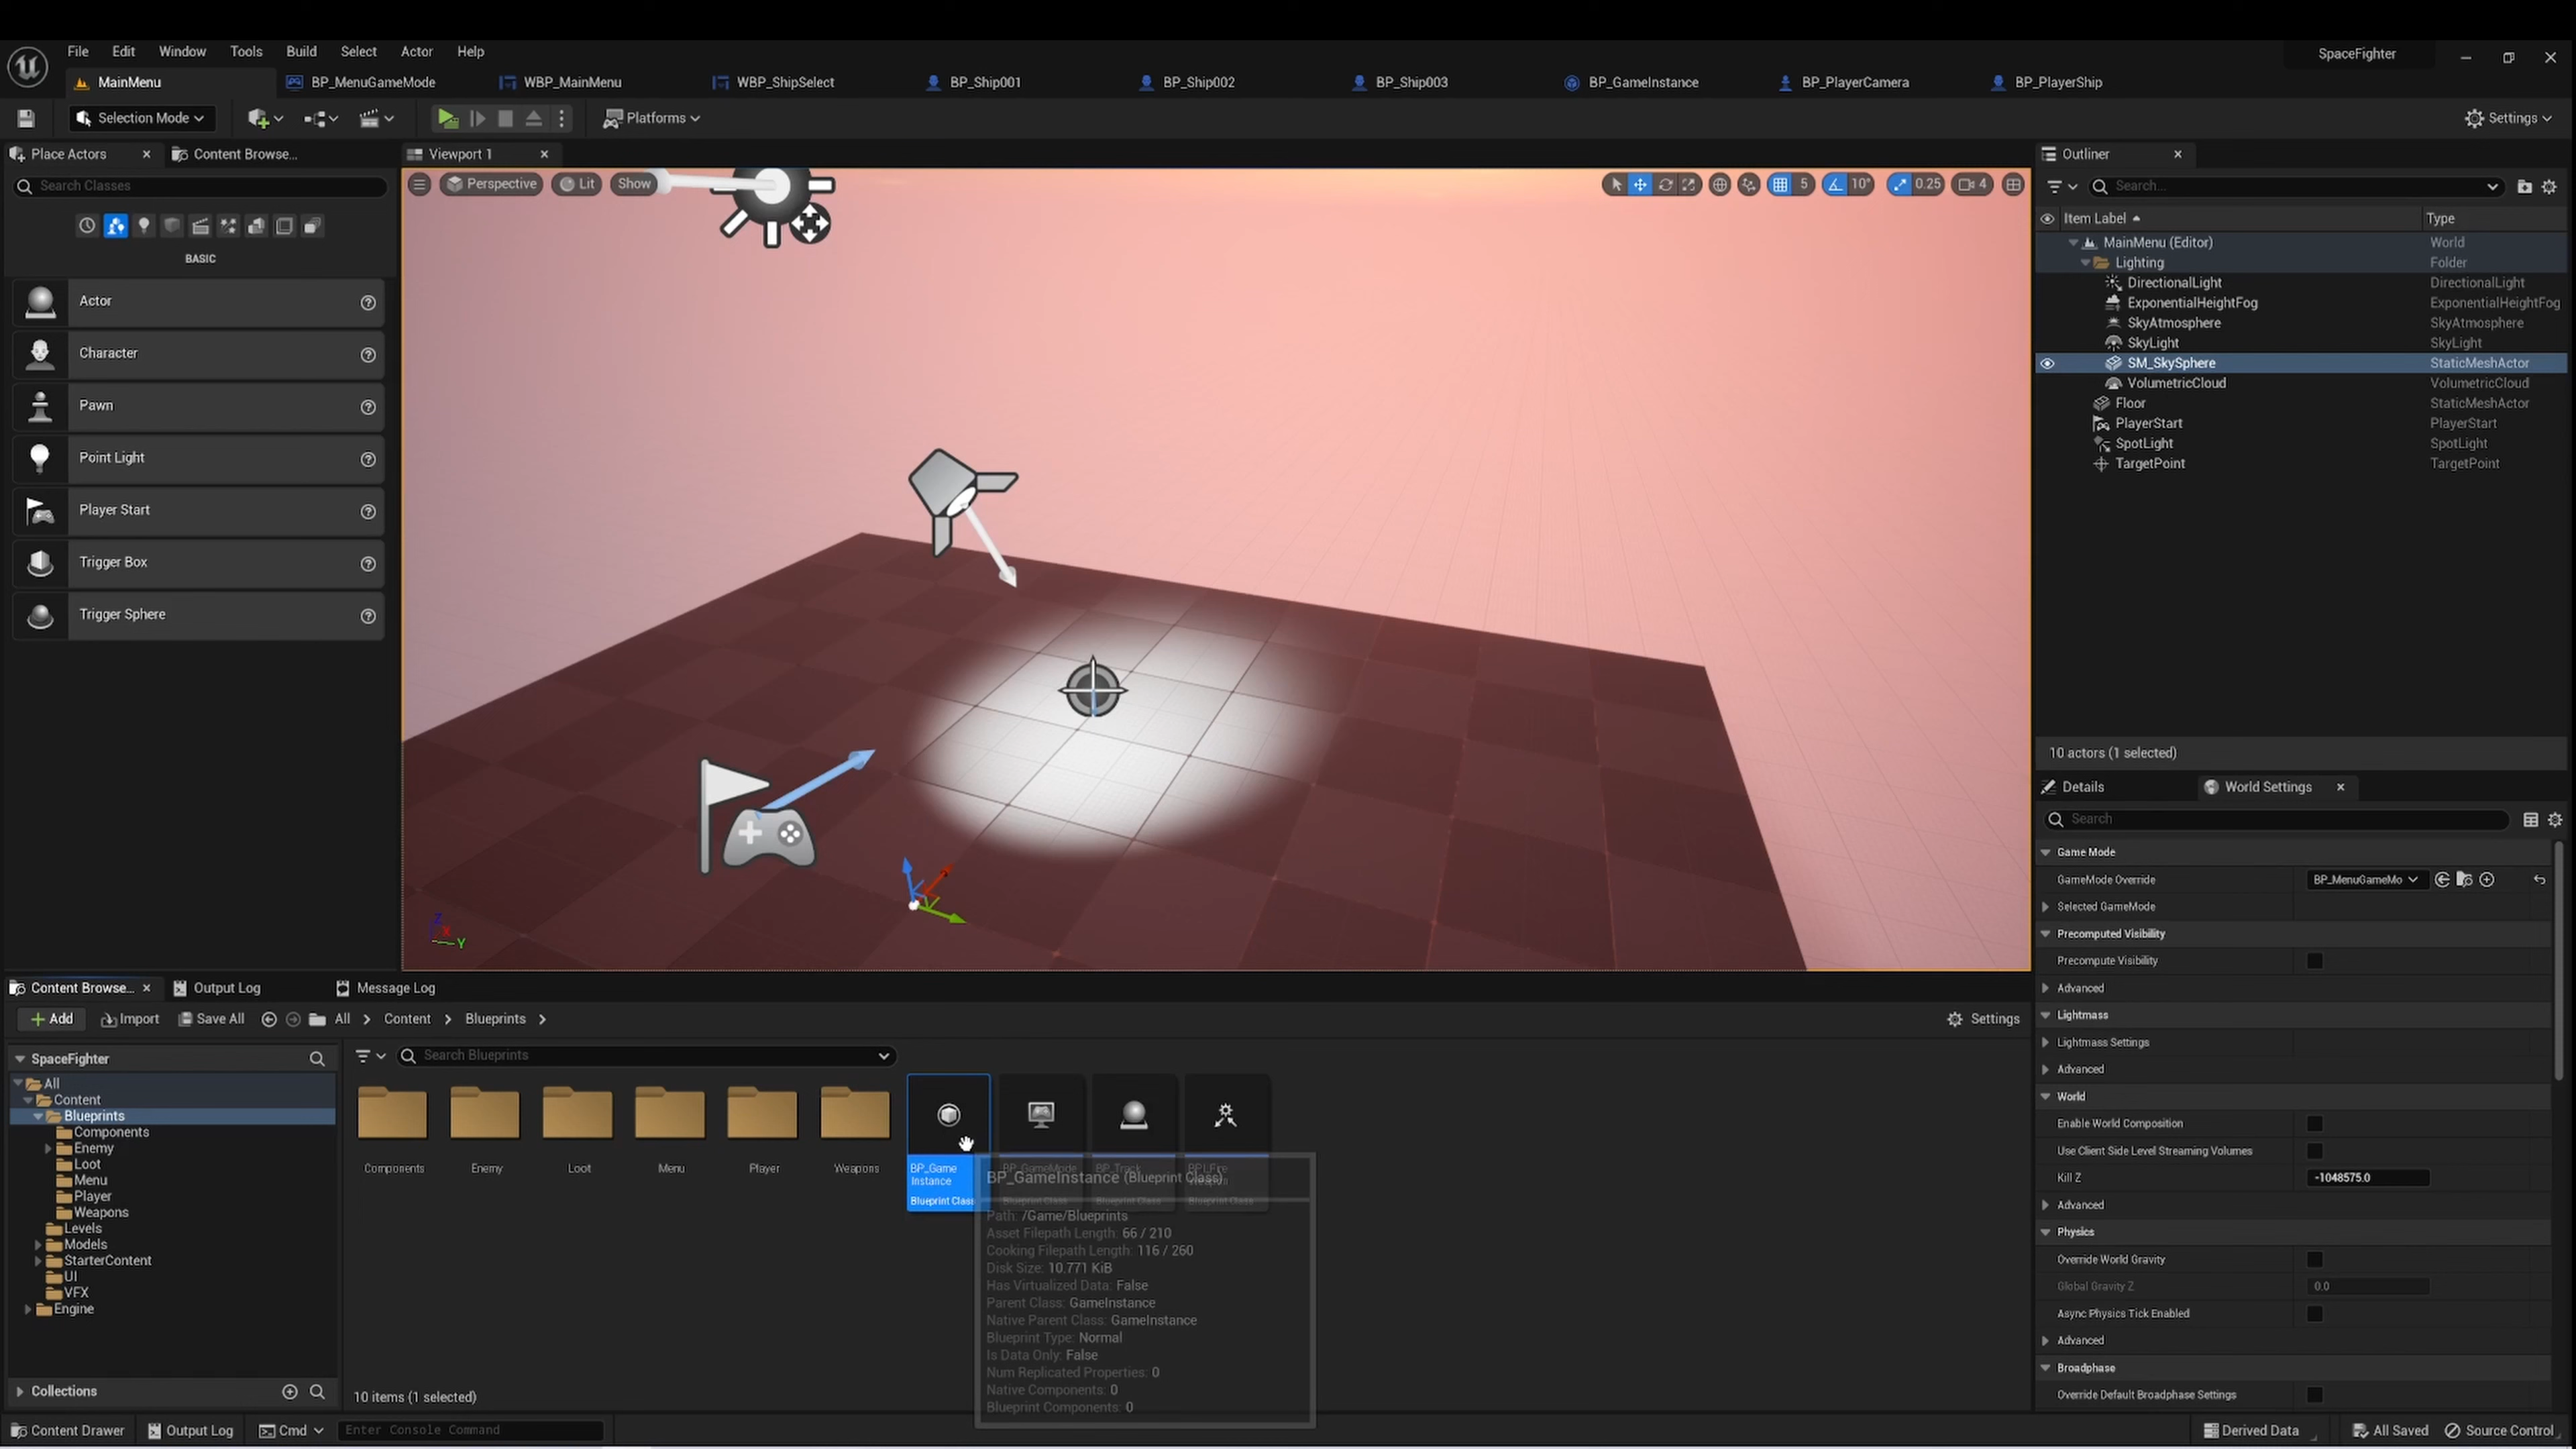 File Edit Window Tools Build Select Actor Help
SpaceFighter
MainMenu BP_MenuGameMode WBP_MainMenu WBP_ShipSelect BP_Ship001 BP_Ship002 BP_Ship003 BP_GameInstance BP_PlayerCamera BP_PlayerShip
Selection Mode Platforms Settings
Place Actors Content Browse...
Viewport 1
Outliner
Search Classes
Perspective Lit Show 5 10° 0.25 4
Search...
BASIC
Item Label Type
Actor
Character
Pawn
Point Light
Player Start
Trigger Box
Trigger Sphere
MainMenu (Editor) World
Lighting Folder
DirectionalLight DirectionalLight
ExponentialHeightFog ExponentialHeightFog
SkyAtmosphere SkyAtmosphere
SkyLight SkyLight
SM_SkySphere StaticMeshActor
VolumetricCloud VolumetricCloud
Floor StaticMeshActor
PlayerStart PlayerStart
SpotLight SpotLight
TargetPoint TargetPoint
10 actors (1 selected)
Details World Settings
Search
Game Mode
GameMode Override BP_MenuGameMo
Selected GameMode
Precomputed Visibility
Precompute Visibility
Advanced
Lightmass
Lightmass Settings
Advanced
World
Enable World Composition
Use Client Side Level Streaming Volumes
Kill Z -1048575.0
Advanced
Physics
Override World Gravity
Global Gravity Z 0.0
Async Physics Tick Enabled
Advanced
Broadphase
Override Default Broadphase Settings
Z X Y
Content Browse... Output Log Message Log
Add Import Save All All Content Blueprints Settings
SpaceFighter
Search Blueprints
All
Content
Blueprints
Components
Enemy
Loot
Menu
Player
Weapons
Levels
Models
StarterContent
UI
VFX
Engine
Collections
Components Enemy Loot Menu Player Weapons
BP_Game
Instance
Blueprint Class
BP_GameMode
Blueprint Class
BP_Track
Blueprint Class
Blueprint Class
BP_GameInstance (Blueprint Class)
Path: /Game/Blueprints
Asset Filepath Length: 66 / 210
Cooking Filepath Length: 116 / 260
Disk Size: 10.771 KiB
Has Virtualized Data: False
Parent Class: GameInstance
Native Parent Class: GameInstance
Blueprint Type: Normal
Is Data Only: False
Num Replicated Properties: 0
Native Components: 0
Blueprint Components: 0
10 items (1 selected)
Content Drawer Output Log Cmd Enter Console Command
Derived Data All Saved Source Control